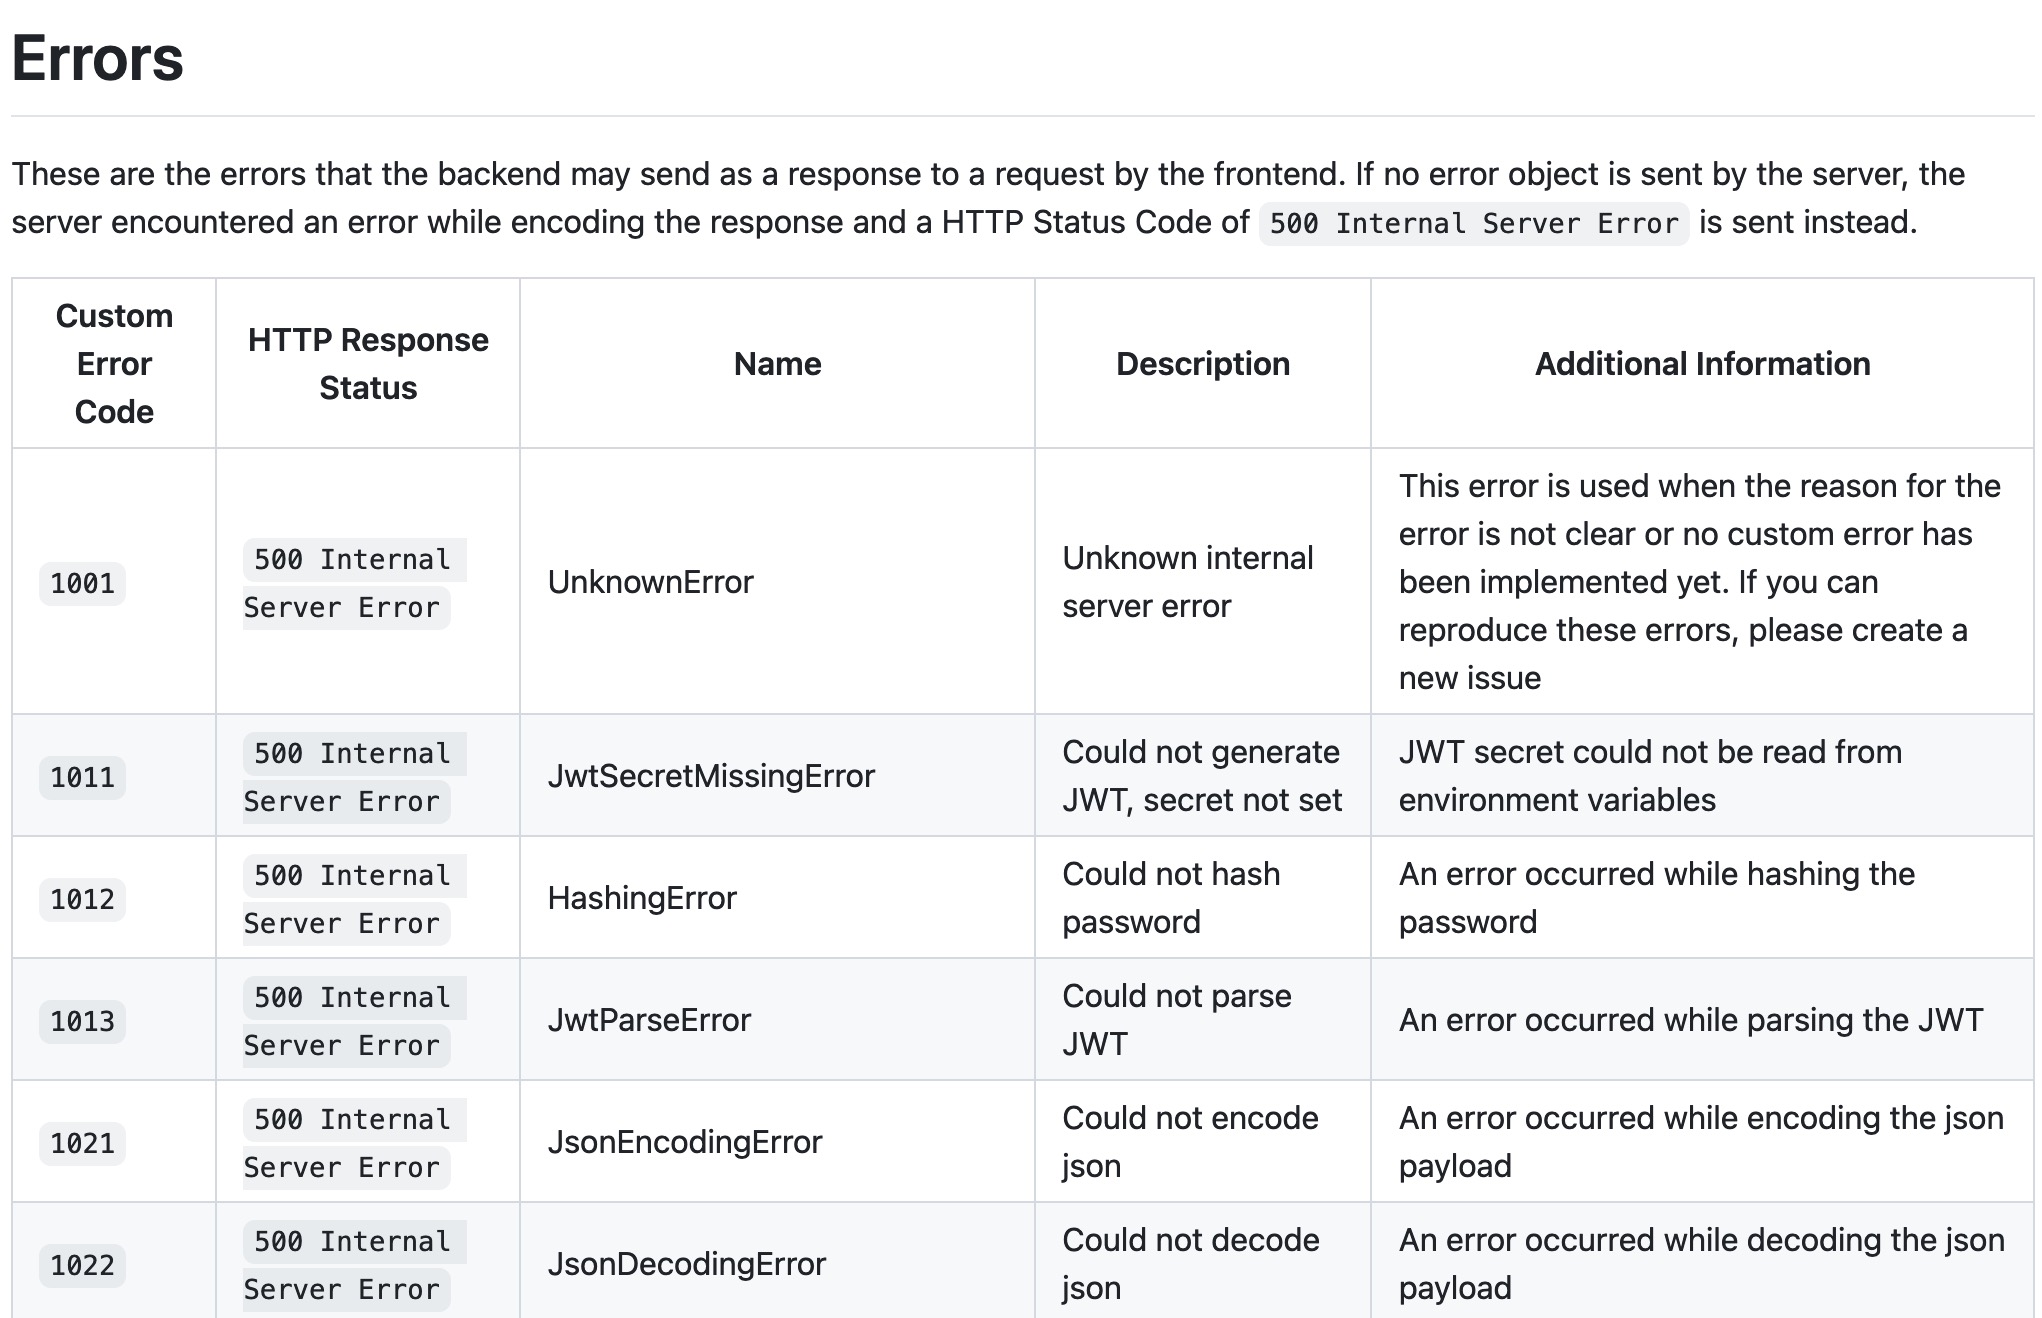 Errors
These are the errors that the backend may send as a response to a request by the frontend. If no error object is sent by the server, the
server encountered an error while encoding the response and a HTTP Status Code of 500 Internal Server Error is sent instead.
Custom
Error
Code
HTTP Response
Status
Name
Description
Additional Information
1001
500 Internal
Server Error
UnknownError
Unknown internal
server error
This error is used when the reason for the
error is not clear or no custom error has
been implemented yet. If you can
reproduce these errors, please create a
new issue
1011
500 Internal
Server Error
JwtSecretMissingError
Could not generate
JWT, secret not set
JWT secret could not be read from
environment variables
1012
500 Internal
Server Error
HashingError
Could not hash
password
An error occurred while hashing the
password
1013
500 Internal
Server Error
JwtParseError
Could not parse
JWT
An error occurred while parsing the JWT
1021
500 Internal
Server Error
JsonEncodingError
Could not encode
json
An error occurred while encoding the json
payload
1022
500 Internal
Server Error
JsonDecodingError
Could not decode
json
An error occurred while decoding the json
payload